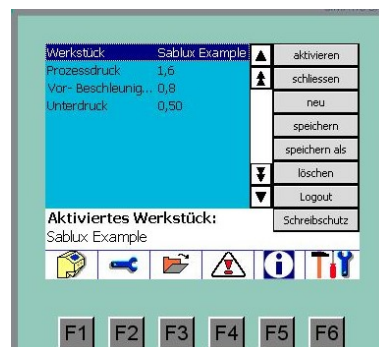 Werkstück Sablux Example
Prozessdruck 1,6
Vor- Beschleunig... 0,8
Unterdruck 0,50
aktivieren
schliessen
neu
speichern
speichern als
löschen
Logout
Schreibschutz
Aktiviertes Werkstück:
Sablux Example
F1 F2 F3 F4 F5 F6